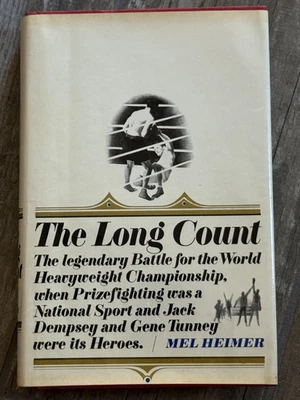 The Long Count
The legendary Battle for the World
Heavyweight Championship,
when Prizefighting was a
National Sport and Jack
Dempsey and Gene Tunney
were its Heroes. / MEL HEIMER